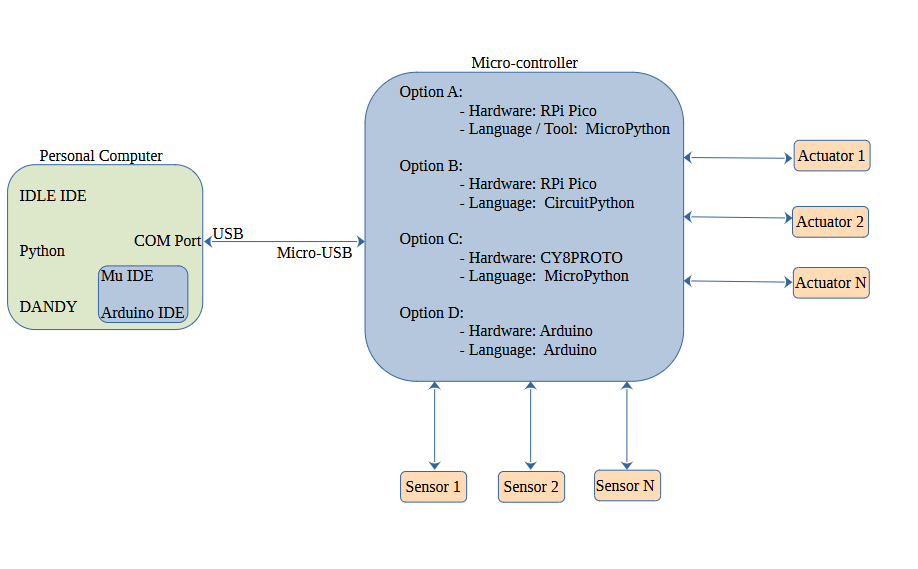 Micro-controller
Option A:
- Hardware: RPi Pico
- Language / Tool:  MicroPython
Option B:
- Hardware: RPi Pico
- Language:  CircuitPython
Option C:
- Hardware: CY8PROTO
- Language:  MicroPython
Option D:
- Hardware: Arduino
- Language:  Arduino
Personal Computer
IDLE IDE
Python
DANDY
COM Port
Mu IDE
Arduino IDE
USB
Micro-USB
Actuator 1
Actuator 2
Actuator N
Sensor 1
Sensor 2
Sensor N